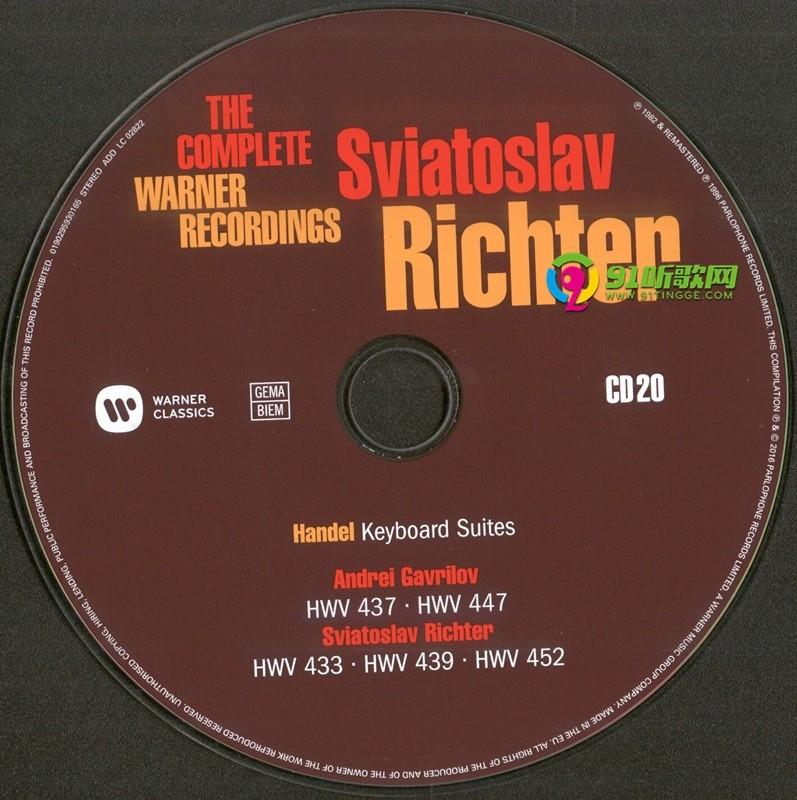 THE
COMPLETE
WARNER
RECORDINGS
Sviatoslav
Richter
91听歌网
WWW.91TINGGE.COM
WARNER
CLASSICS
GEMA
BIEM
CD 20
Handel Keyboard Suites
Andrei Gavrilov
HWV 437 · HWV 447
Sviatoslav Richter
HWV 433 · HWV 439 · HWV 452
℗ 1982 & REMASTERED ℗ 1996 PARLOPHONE RECORDS LIMITED. THIS COMPILATION ℗ & © 2016 PARLOPHONE RECORDS LIMITED, A WARNER MUSIC GROUP COMPANY. MADE IN THE EU. ALL RIGHTS OF THE PRODUCER AND OF THE OWNER OF THE WORK REPRODUCED RESERVED. UNAUTHORISED COPYING, HIRING, LENDING, PUBLIC PERFORMANCE AND BROADCASTING OF THIS RECORD PROHIBITED. 0190295930165 STEREO ADD LC 02822